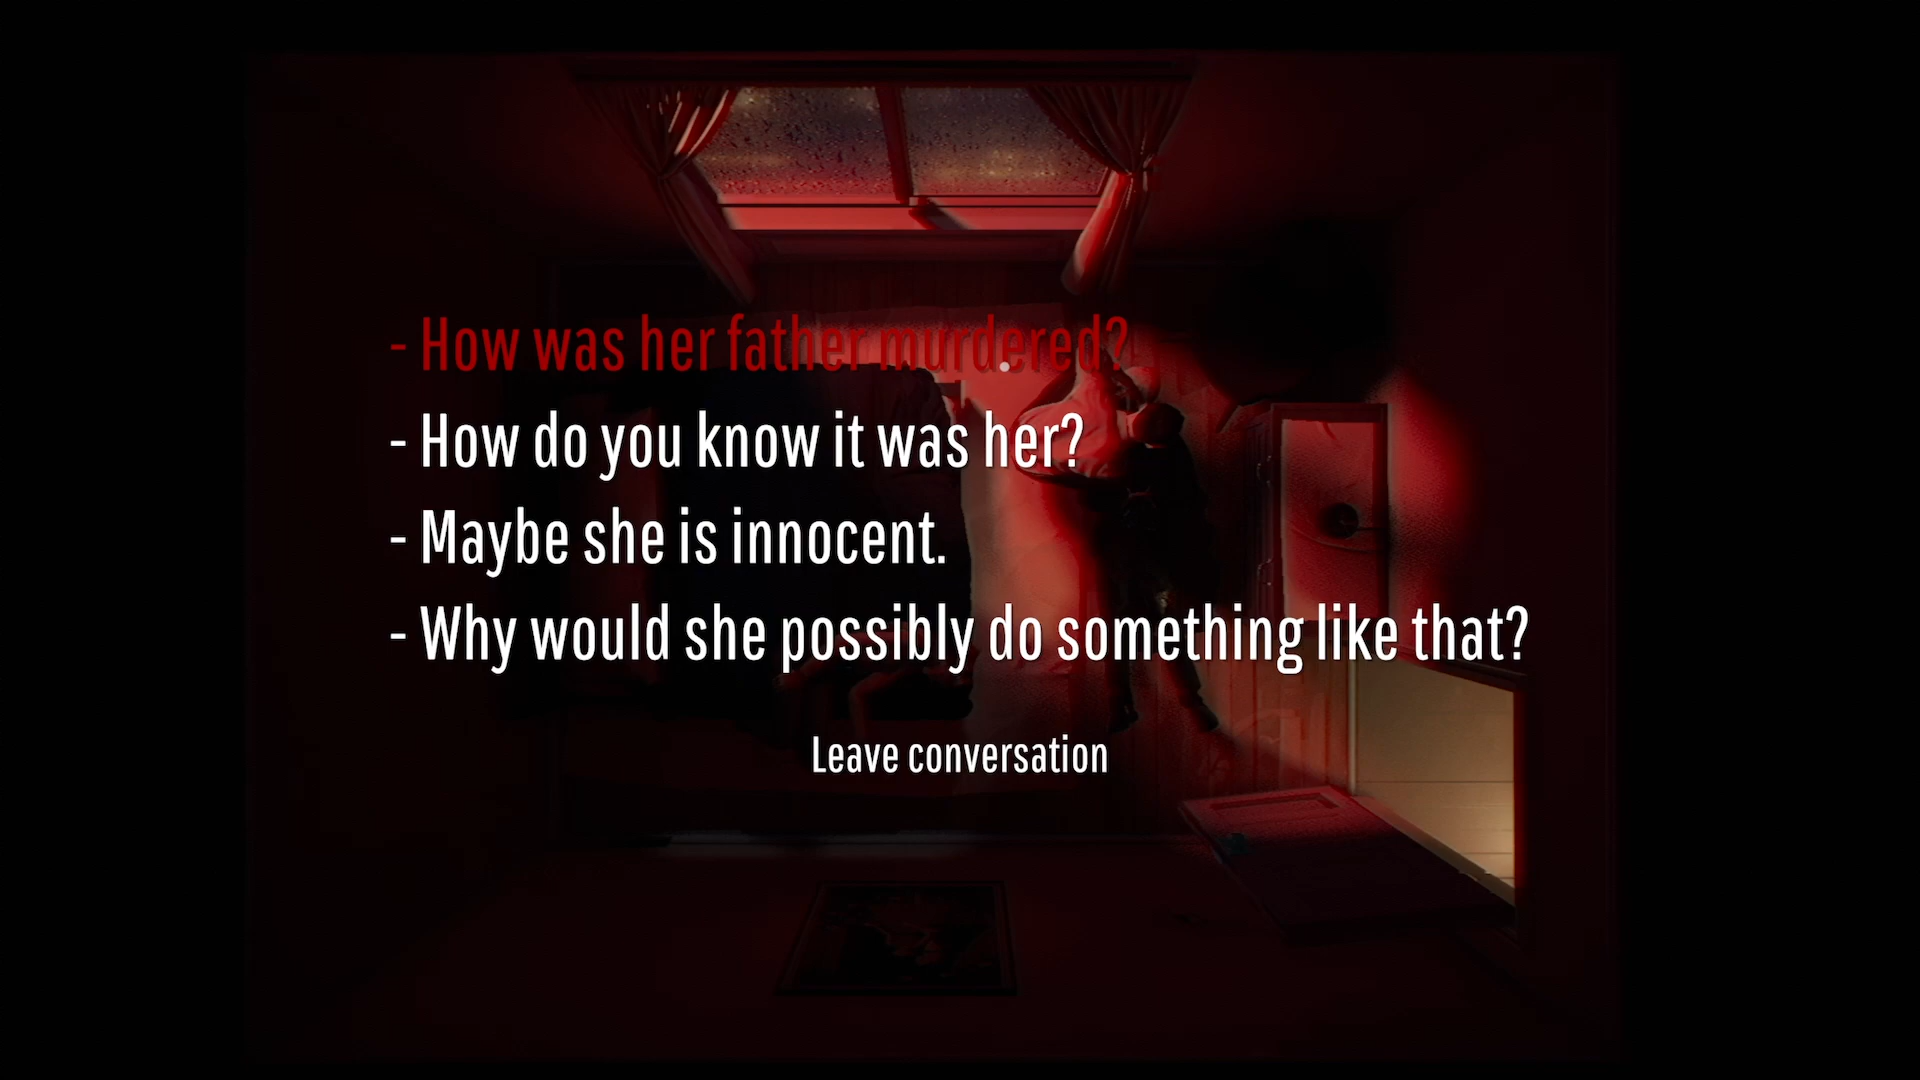 - How was her father murdered?
- How do you know it was her?
- Maybe she is innocent.
- Why would she possibly do something like that?
Leave conversation